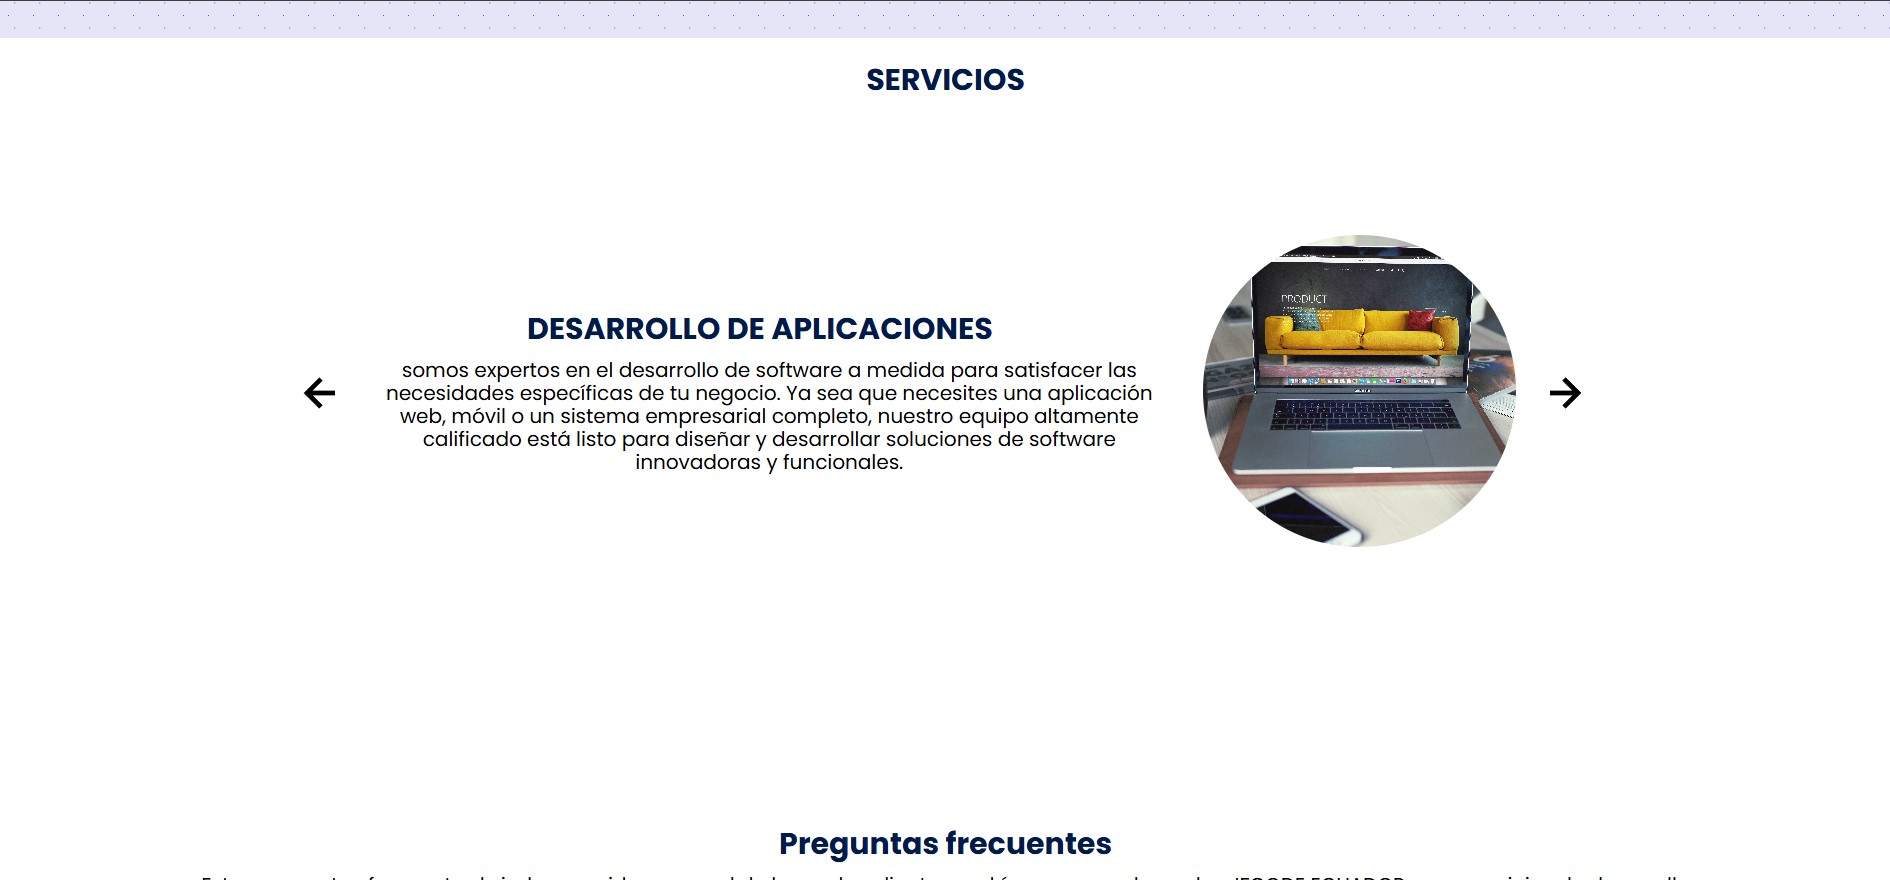 SERVICIOS
DESARROLLO DE APLICACIONES
somos expertos en el desarrollo de software a medida para satisfacer las
necesidades específicas de tu negocio. Ya sea que necesites una aplicación
web, móvil o un sistema empresarial completo, nuestro equipo altamente
calificado está listo para diseñar y desarrollar soluciones de software
innovadoras y funcionales.
PRODUCT
Preguntas frecuentes